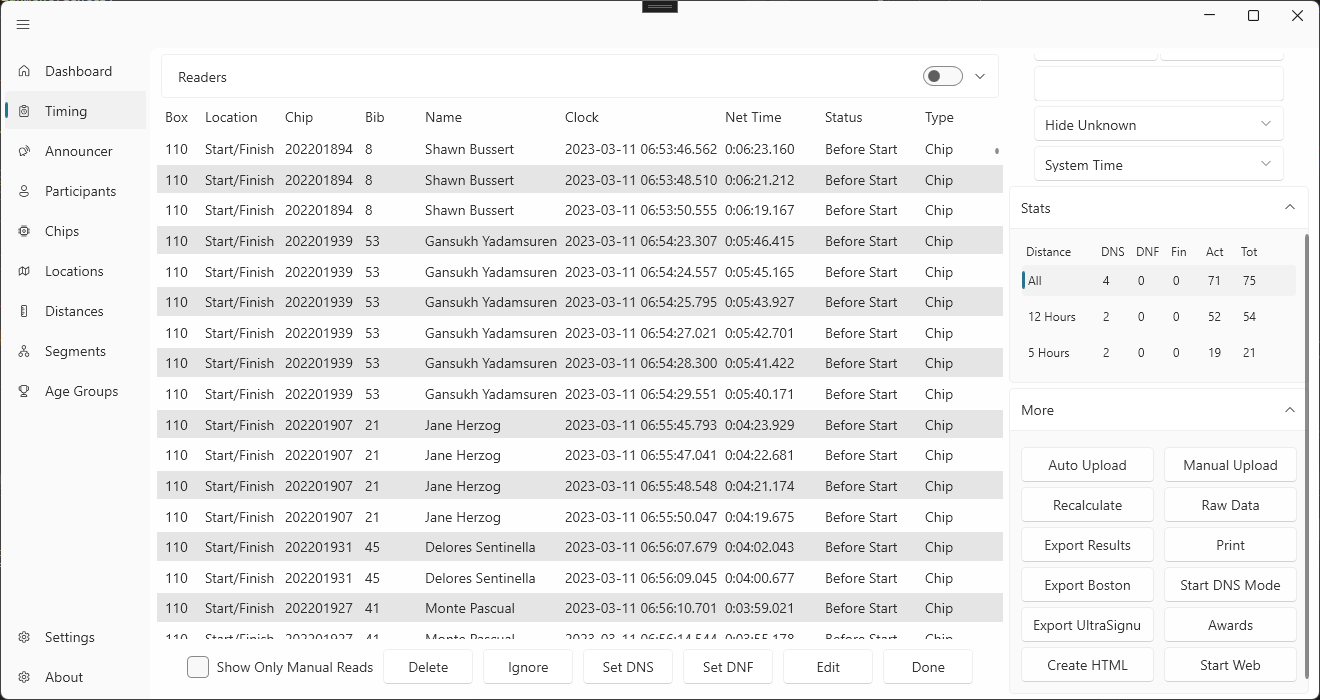 Dashboard
Timing
Announcer
Participants
Chips
Locations
Distances
Segments
Age Groups
Settings
About
Readers
Box Location Chip Bib Name Clock Net Time Status Type
110 Start/Finish 202201894 8 Shawn Bussert 2023-03-11 06:53:46.562 0:06:23.160 Before Start Chip
110 Start/Finish 202201894 8 Shawn Bussert 2023-03-11 06:53:48.510 0:06:21.212 Before Start Chip
110 Start/Finish 202201894 8 Shawn Bussert 2023-03-11 06:53:50.555 0:06:19.167 Before Start Chip
110 Start/Finish 202201939 53 Gansukh Yadamsuren 2023-03-11 06:54:23.307 0:05:46.415 Before Start Chip
110 Start/Finish 202201939 53 Gansukh Yadamsuren 2023-03-11 06:54:24.557 0:05:45.165 Before Start Chip
110 Start/Finish 202201939 53 Gansukh Yadamsuren 2023-03-11 06:54:25.795 0:05:43.927 Before Start Chip
110 Start/Finish 202201939 53 Gansukh Yadamsuren 2023-03-11 06:54:27.021 0:05:42.701 Before Start Chip
110 Start/Finish 202201939 53 Gansukh Yadamsuren 2023-03-11 06:54:28.300 0:05:41.422 Before Start Chip
110 Start/Finish 202201939 53 Gansukh Yadamsuren 2023-03-11 06:54:29.551 0:05:40.171 Before Start Chip
110 Start/Finish 202201907 21 Jane Herzog 2023-03-11 06:55:45.793 0:04:23.929 Before Start Chip
110 Start/Finish 202201907 21 Jane Herzog 2023-03-11 06:55:47.041 0:04:22.681 Before Start Chip
110 Start/Finish 202201907 21 Jane Herzog 2023-03-11 06:55:48.548 0:04:21.174 Before Start Chip
110 Start/Finish 202201907 21 Jane Herzog 2023-03-11 06:55:50.047 0:04:19.675 Before Start Chip
110 Start/Finish 202201931 45 Delores Sentinella 2023-03-11 06:56:07.679 0:04:02.043 Before Start Chip
110 Start/Finish 202201931 45 Delores Sentinella 2023-03-11 06:56:09.045 0:04:00.677 Before Start Chip
110 Start/Finish 202201927 41 Monte Pascual 2023-03-11 06:56:10.701 0:03:59.021 Before Start Chip
110 Start/Finish 202201927 41 Monte Pascual 2023-03-11 06:56:14.544 0:03:55.178 Before Start Chip
Show Only Manual Reads Delete Ignore Set DNS Set DNF Edit Done
Hide Unknown
System Time
Stats
Distance DNS DNF Fin Act Tot
All 4 0 0 71 75
12 Hours 2 0 0 52 54
5 Hours 2 0 0 19 21
More
Auto Upload Manual Upload
Recalculate Raw Data
Export Results Print
Export Boston Start DNS Mode
Export UltraSignu Awards
Create HTML Start Web